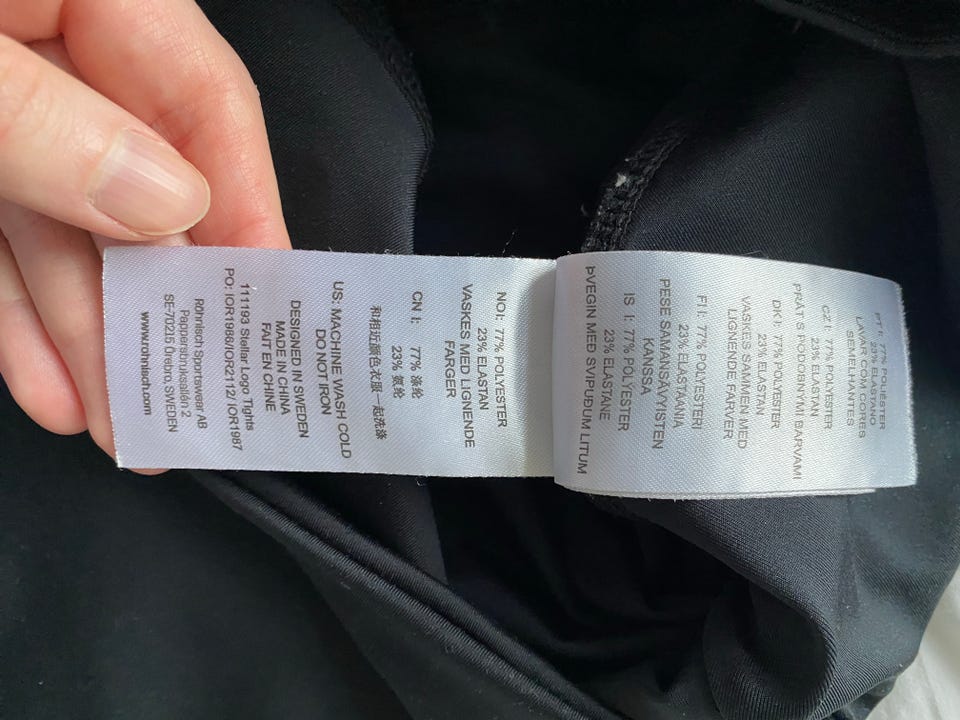 PT I: 77% POLIÉSTER
23% ELASTANO
LAVAR COM CORES
SEMELHANTES
CZ I: 77% POLYESTER
23% ELASTAN
PRÁT S PODOBNÝMI BARVAMI
DK I: 77% POLYESTER
23% ELASTAN
VASKES SAMMEN MED
LIGNENDE FARVER
FI I: 77% POLYESTERI
23% ELASTAANIA
PESE SAMANSÄVYISTEN
KANSSA
IS I: 77% POLYESTER
23% ELASTANE
ÞVEGIN MEÐ SVIPUÐUM LITUM
NO I: 77% POLYESTER
23% ELASTAN
VASKES MED LIGNENDE
FARGER
CN I: 77% 涤纶
23% 氨纶
和相近颜色衣服一起洗涤
US: MACHINE WASH COLD
DO NOT IRON
DESIGNED IN SWEDEN
MADE IN CHINA
FAIT EN CHINE
111193 Stellar Logo Tights
PO: IOR1986/IOR2112/IOR1987
Röhnisch Sportswear AB
Pappersbruksallén 2
SE-70215 Örebro, SWEDEN
www.rohnisch.com